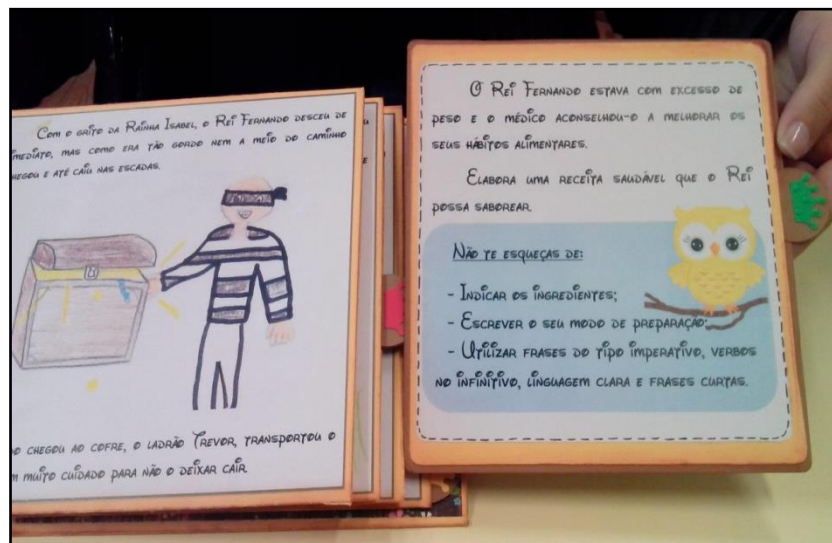 Com o grito da Rainha Isabel, o Rei Fernando desceu de
imediato, mas como era tão gordo nem a meio do caminho
chegou e até caiu nas escadas.
chegou ao cofre, o ladrão Trevor, transportou o
muito cuidado para não o deixar cair.
O Rei Fernando estava com excesso de
peso e o médico aconselhou-o a melhorar os
seus hábitos alimentares.
Elabora uma receita saudável que o Rei
possa saborear.
Não te esqueças de:
- Indicar os ingredientes;
- Escrever o seu modo de preparação;
- Utilizar frases do tipo imperativo, verbos
no infinitivo, linguagem clara e frases curtas.